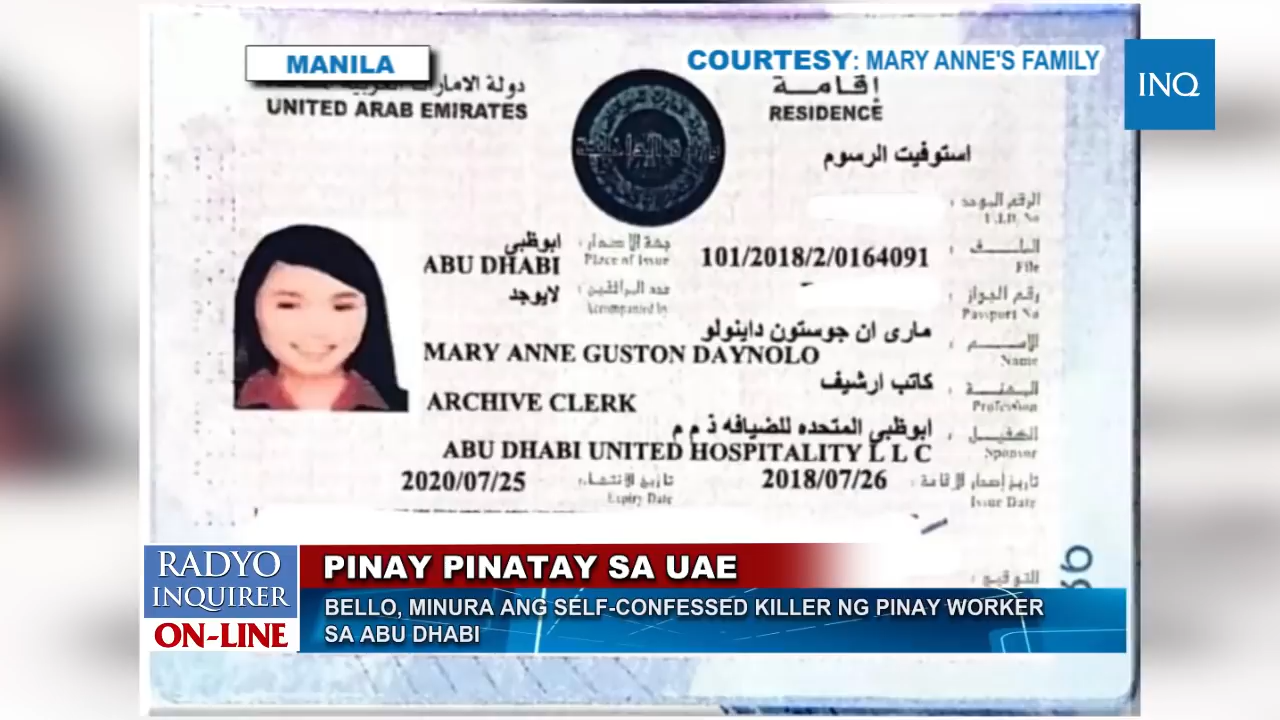 MANILA
COURTESY: MARY ANNE'S FAMILY
INQ
دولة الامارات العربية
UNITED ARAB EMIRATES
إقامة
RESIDENCE
استوفيت الرسوم
الرقم الموحد :
U.I.D. No
ابوظبي
جهة الاصدار :
الملف :
ABU DHABI
Place of Issue
101/2018/2/0164091
File
لايوجد
عدد المرافقين :
رقم الجواز :
Accompanied by
Passport No
مارى ان جوستون داينولو
الاسم :
MARY ANNE GUSTON DAYNOLO
Name
كاتب ارشيف
المهنة :
ARCHIVE CLERK
Profession
ابوظبي المتحده للضيافه ذ م م
الكفيل :
ABU DHABI UNITED HOSPITALITY L L C
Sponsor
2020/07/25
تاريخ الانتهاء :
2018/07/26
تاريخ إصدار الإقامة :
Expiry Date
Issue Date
التوقيع :
RADYO
INQUIRER
ON-LINE
PINAY PINATAY SA UAE
BELLO, MINURA ANG SELF-CONFESSED KILLER NG PINAY WORKER
SA ABU DHABI